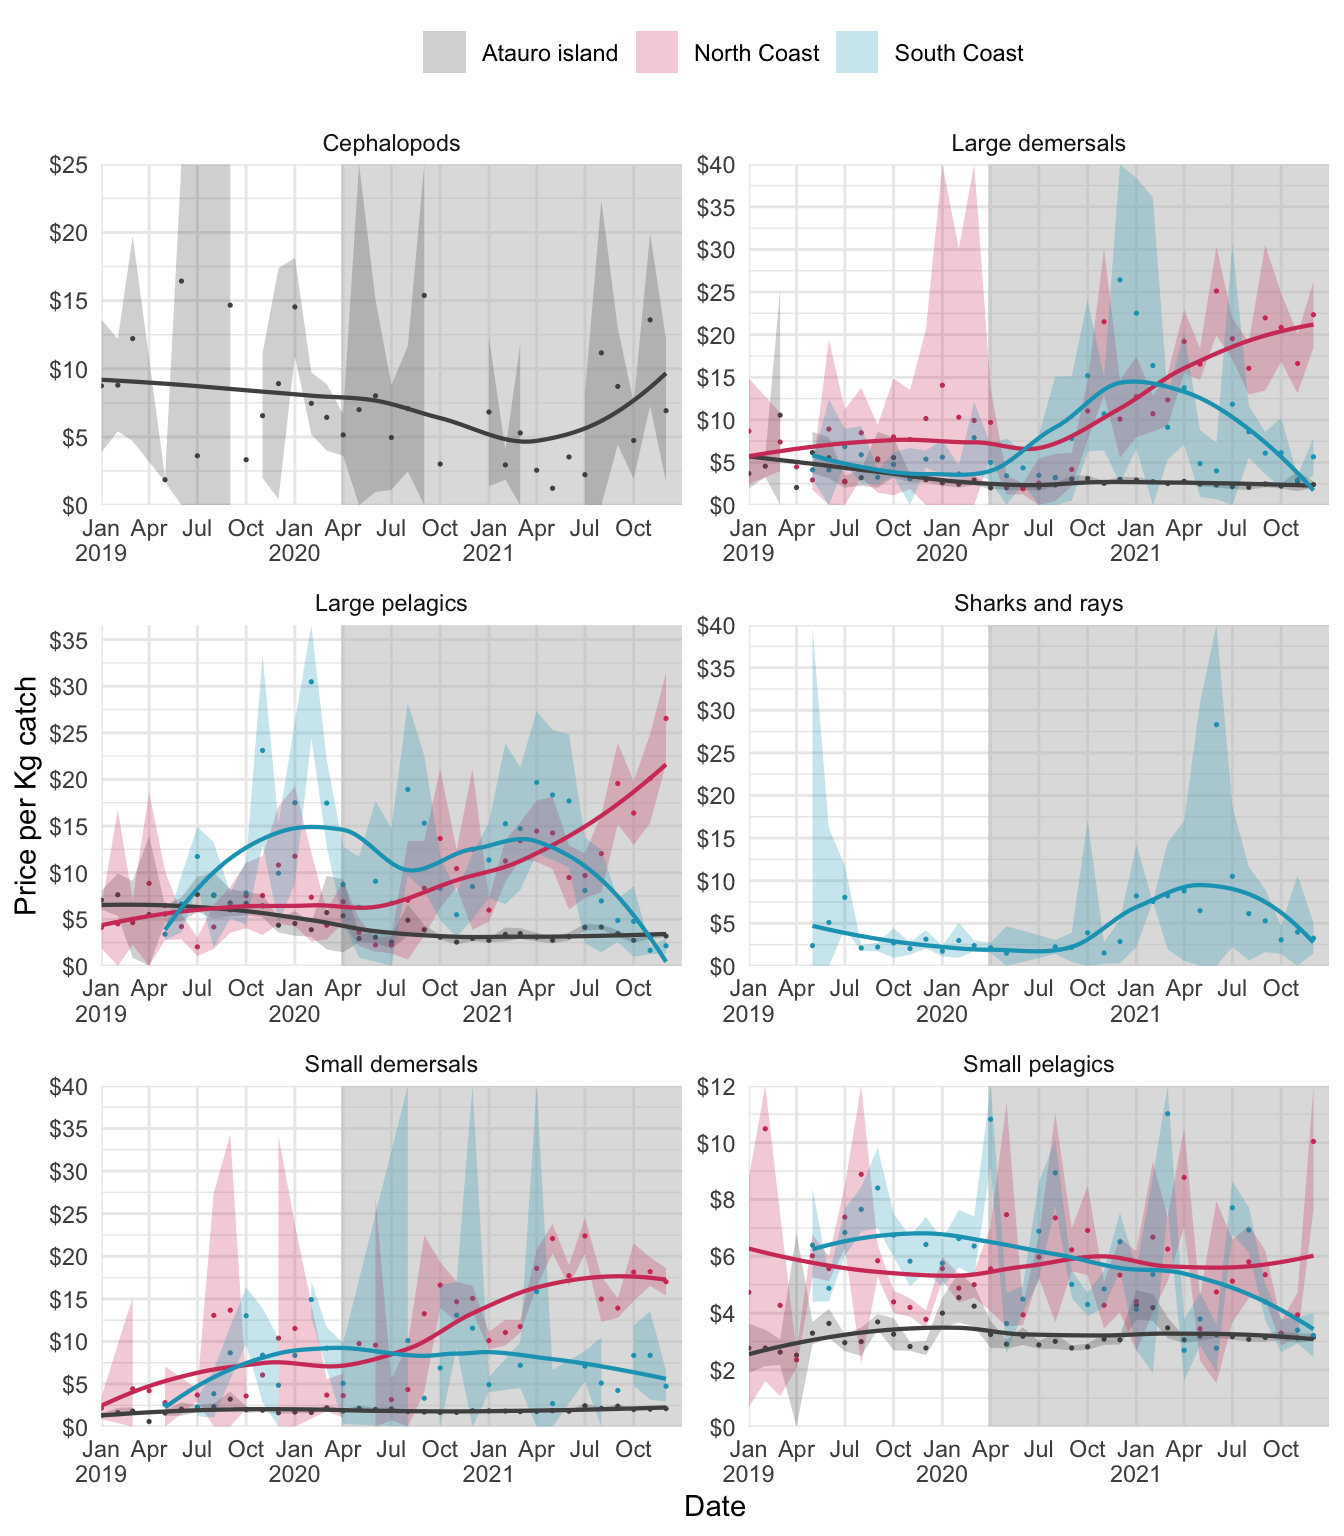 Atauro island North Coast South Coast
Cephalopods Large demersals
$25 $20 $15 $10 $5 $0
$40 $35 $30 $25 $20 $15 $10 $5 $0
Jan Apr Jul Oct Jan Apr Jul Oct Jan Apr Jul Oct
2019 2020 2021
Jan Apr Jul Oct Jan Apr Jul Oct Jan Apr Jul Oct
2019 2020 2021
Large pelagics Sharks and rays
Price per Kg catch
$35 $30 $25 $20 $15 $10 $5 $0
$40 $35 $30 $25 $20 $15 $10 $5 $0
Jan Apr Jul Oct Jan Apr Jul Oct Jan Apr Jul Oct
2019 2020 2021
Jan Apr Jul Oct Jan Apr Jul Oct Jan Apr Jul Oct
2019 2020 2021
Small demersals Small pelagics
$40 $35 $30 $25 $20 $15 $10 $5 $0
$12 $10 $8 $6 $4 $2 $0
Jan Apr Jul Oct Jan Apr Jul Oct Jan Apr Jul Oct
2019 2020 2021
Jan Apr Jul Oct Jan Apr Jul Oct Jan Apr Jul Oct
2019 2020 2021
Date